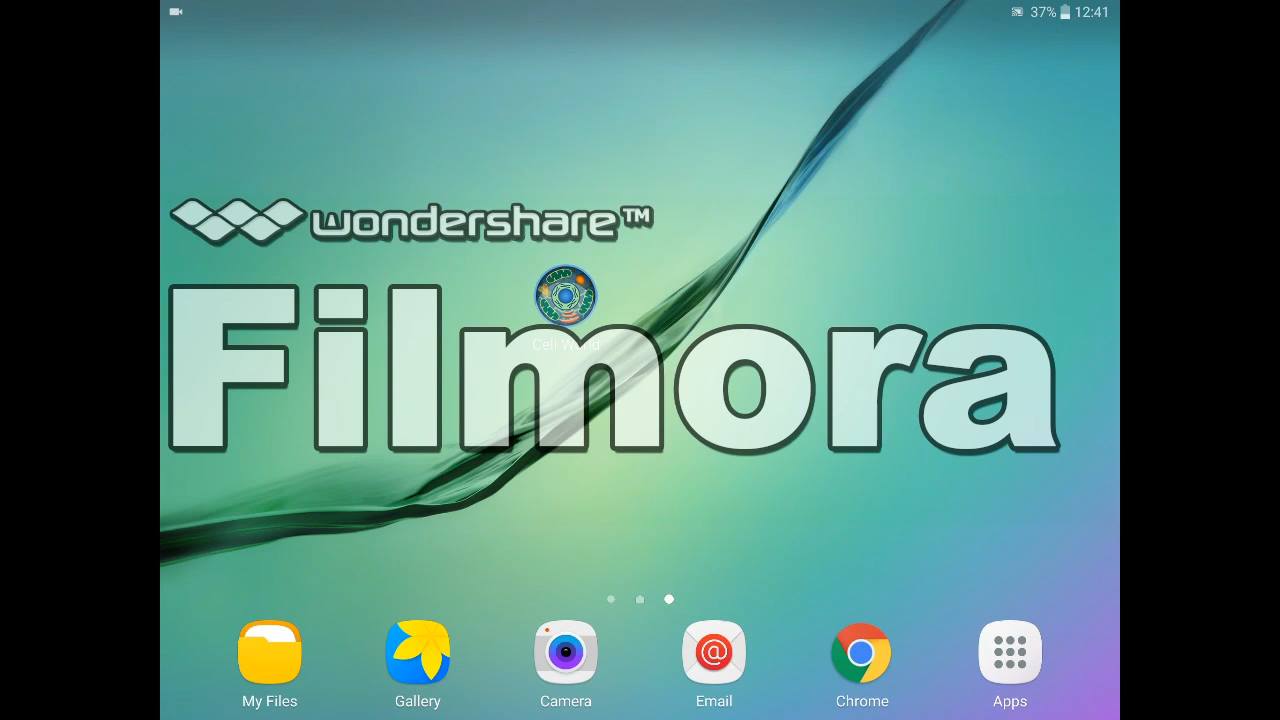 37% 12:41
wondershare™
Cell World
Filmora
My Files
Gallery
Camera
Email
Chrome
Apps